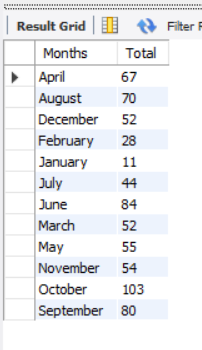 Result Grid Filter R
Months Total
April 67
August 70
December 52
February 28
January 11
July 44
June 84
March 52
May 55
November 54
October 103
September 80